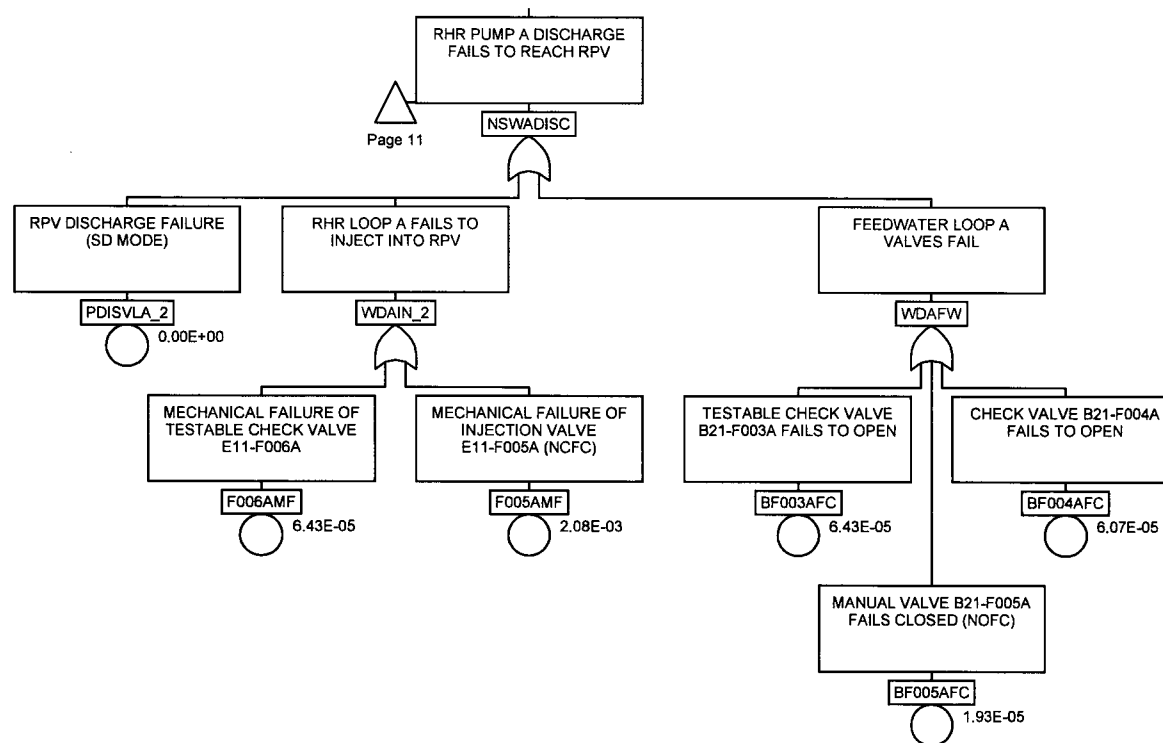 RHR PUMP A DISCHARGE
FAILS TO REACH RPV
Page 11
NSWADISC
RPV DISCHARGE FAILURE
(SD MODE)
PDISVLA_2
0.00E+00
RHR LOOP A FAILS TO
INJECT INTO RPV
WDAIN_2
FEEDWATER LOOP A
VALVES FAIL
WDAFW
MECHANICAL FAILURE OF
TESTABLE CHECK VALVE
E11-F006A
F006AMF
6.43E-05
MECHANICAL FAILURE OF
INJECTION VALVE
E11-F005A (NCFC)
F005AMF
2.08E-03
TESTABLE CHECK VALVE
B21-F003A FAILS TO OPEN
BF003AFC
6.43E-05
CHECK VALVE B21-F004A
FAILS TO OPEN
BF004AFC
6.07E-05
MANUAL VALVE B21-F005A
FAILS CLOSED (NOFC)
BF005AFC
1.93E-05